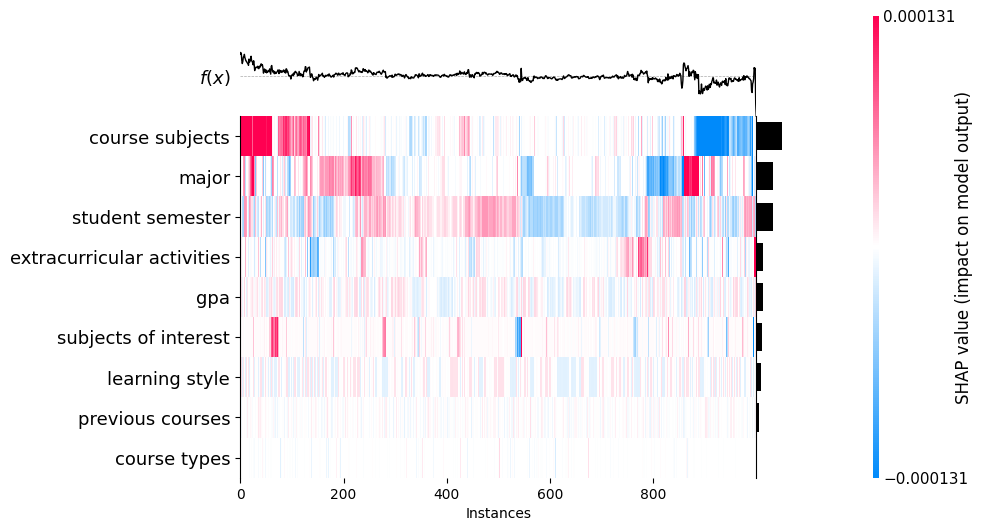 0.000131
f(x)
course subjects
major
student semester
extracurricular activities
gpa
subjects of interest
learning style
previous courses
course types
0 200 400 600 800
Instances
SHAP value (impact on model output)
−0.000131